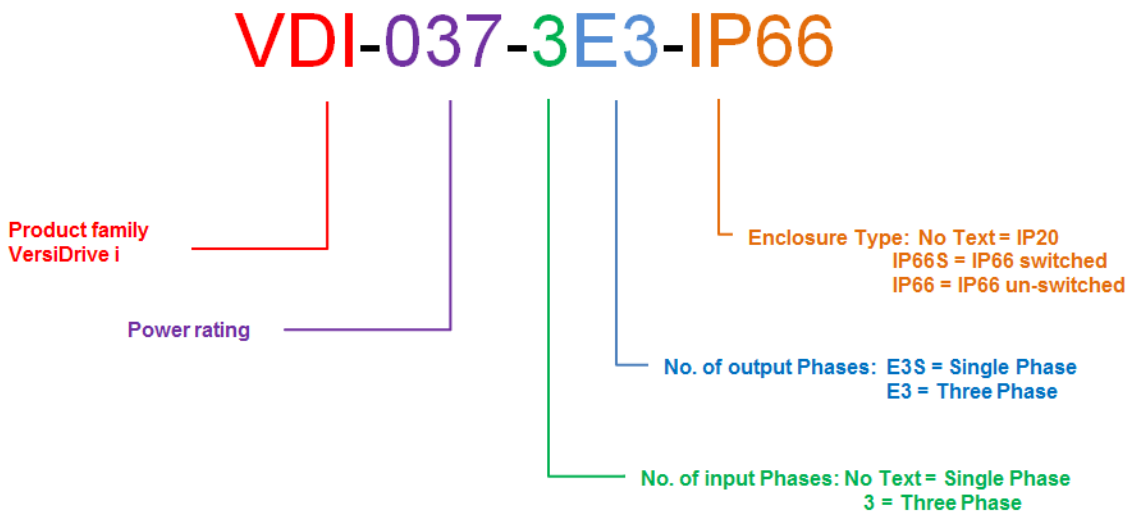 VDI-037-3E3-IP66
Product family
VersiDrive i
Enclosure Type: No Text = IP20
IP66S = IP66 switched
IP66 = IP66 un-switched
Power rating
No. of output Phases: E3S = Single Phase
E3 = Three Phase
No. of input Phases: No Text = Single Phase
3 = Three Phase